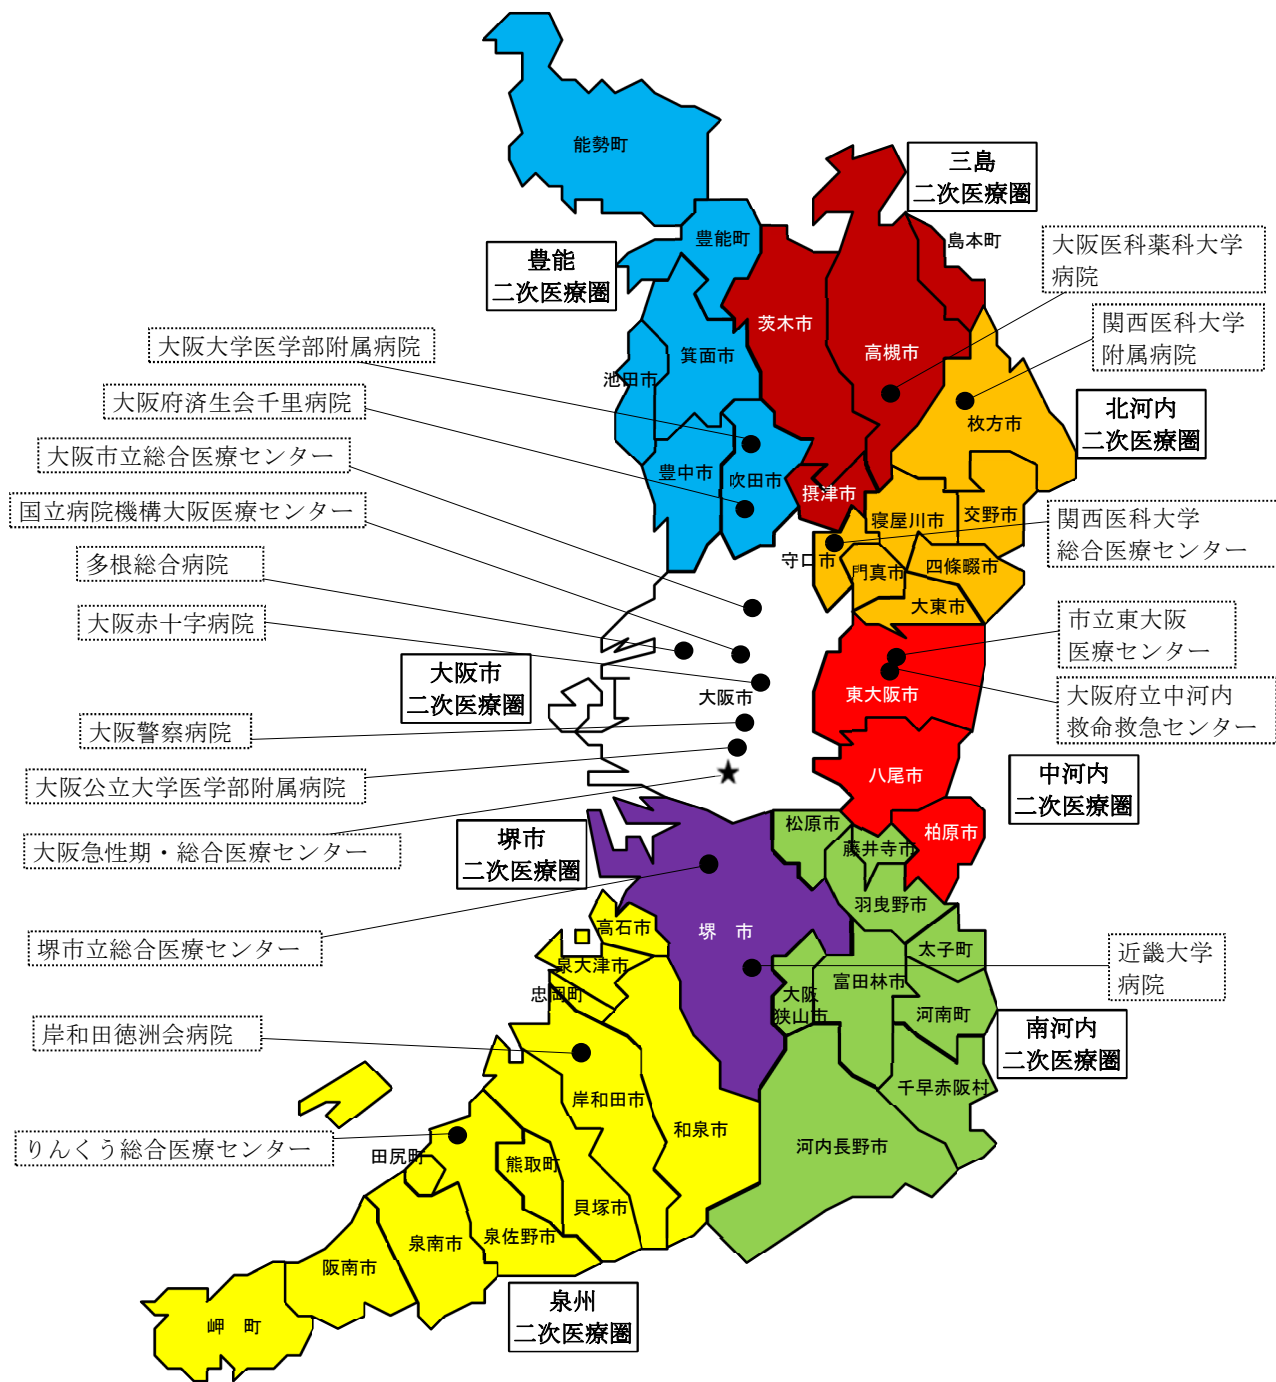 能勢町
三島
二次医療圏
豊能町
島本町
豊能
二次医療圏
大阪医科薬科大学
病院
関西医科大学
附属病院
茨木市
高槻市
箕面市
池田市
大阪大学医学部附属病院
大阪府済生会千里病院
大阪市立総合医療センター
国立病院機構大阪医療センター
多根総合病院
大阪赤十字病院
北河内
二次医療圏
枚方市
豊中市
吹田市
摂津市
寝屋川市
交野市
関西医科大学
総合医療センター
守口市
門真市
四條畷市
大東市
市立東大阪
医療センター
大阪市
二次医療圏
大阪市
東大阪市
大阪府立中河内
救命救急センター
大阪警察病院
大阪公立大学医学部附属病院
大阪急性期・総合医療センター
八尾市
中河内
二次医療圏
堺市
二次医療圏
松原市
藤井寺市
柏原市
羽曳野市
堺市立総合医療センター
高石市
堺　市
太子町
近畿大学
病院
泉大津市
忠岡町
大阪
狭山市
富田林市
河南町
南河内
二次医療圏
岸和田徳洲会病院
千早赤阪村
岸和田市
和泉市
河内長野市
りんくう総合医療センター
田尻町
熊取町
貝塚市
泉南市
泉佐野市
阪南市
岬　町
泉州
二次医療圏